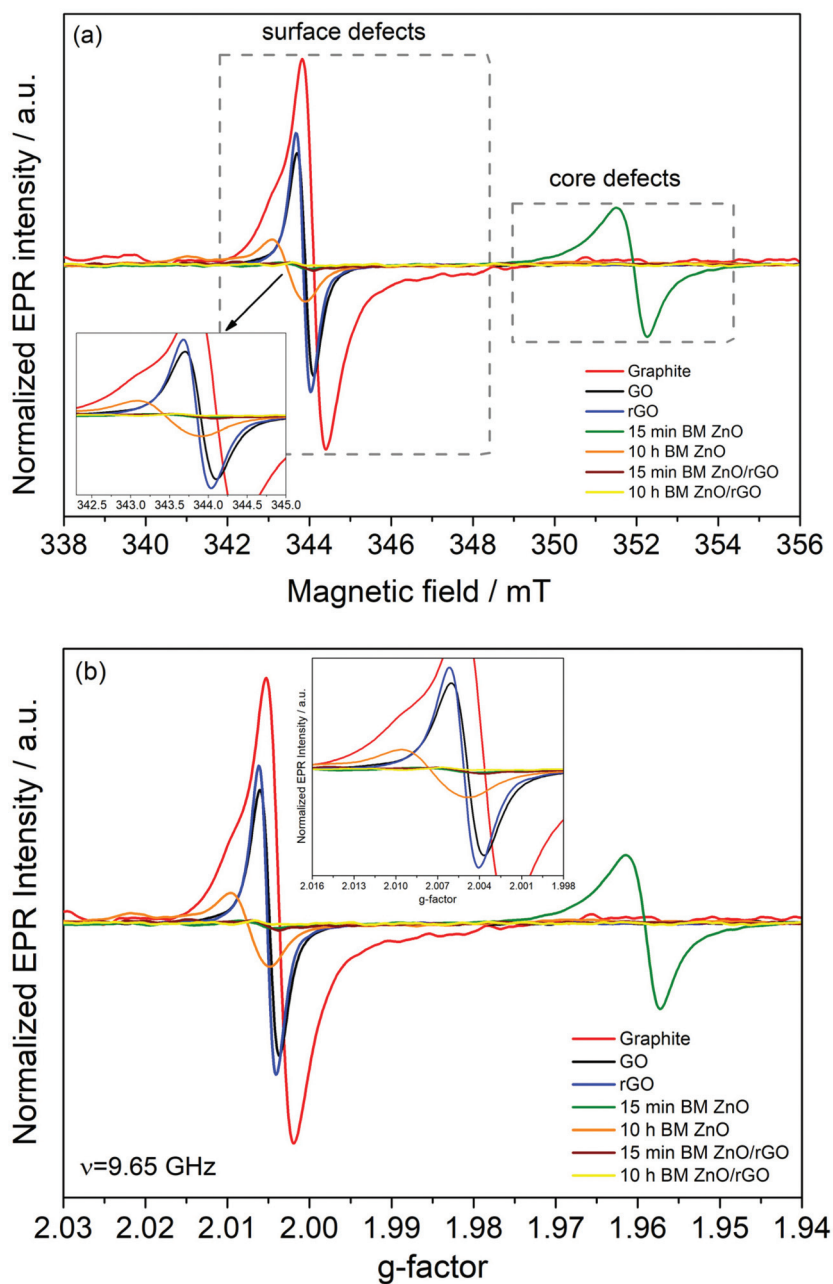 (a)
surface defects
core defects
Normalized EPR intensity / a.u.
Graphite
GO
rGO
15 min BM ZnO
10 h BM ZnO
15 min BM ZnO/rGO
10 h BM ZnO/rGO
342.5 343.0 343.5 344.0 344.5 345.0
338 340 342 344 346 348 350 352 354 356
Magnetic field / mT
(b)
Normalized EPR Intensity / a.u.
Normalized EPR Intensity / a.u.
2.016 2.013 2.010 2.007 2.004 2.001 1.998
g-factor
Graphite
GO
rGO
15 min BM ZnO
10 h BM ZnO
15 min BM ZnO/rGO
10 h BM ZnO/rGO
ν=9.65 GHz
2.03 2.01 2.00 1.99 1.98 1.97 1.96 1.95 1.94
g-factor